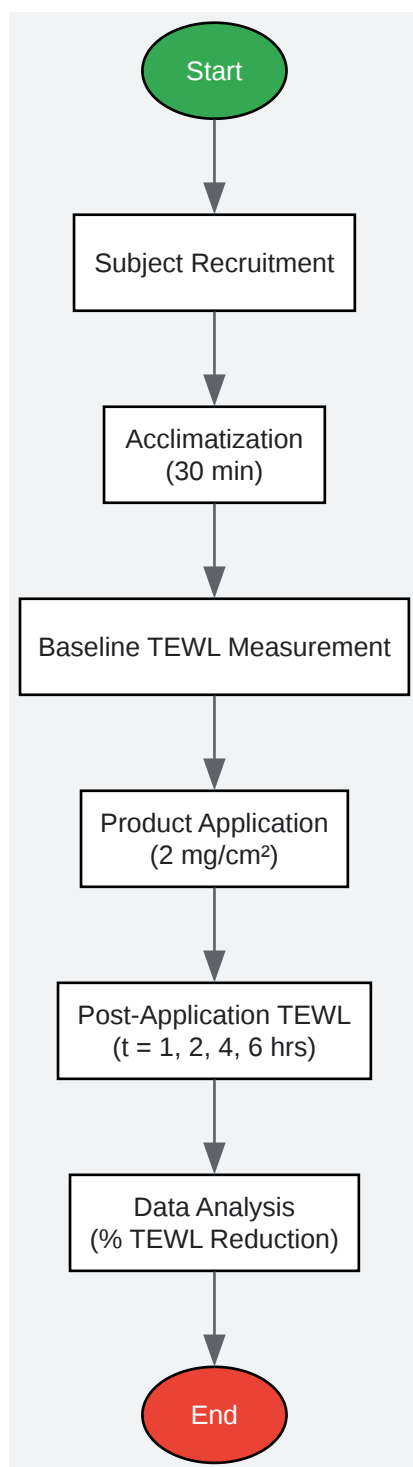 Start
Subject Recruitment
Acclimatization
(30 min)
Baseline TEWL Measurement
Product Application
(2 mg/cm²)
Post-Application TEWL
(t = 1, 2, 4, 6 hrs)
Data Analysis
(% TEWL Reduction)
End